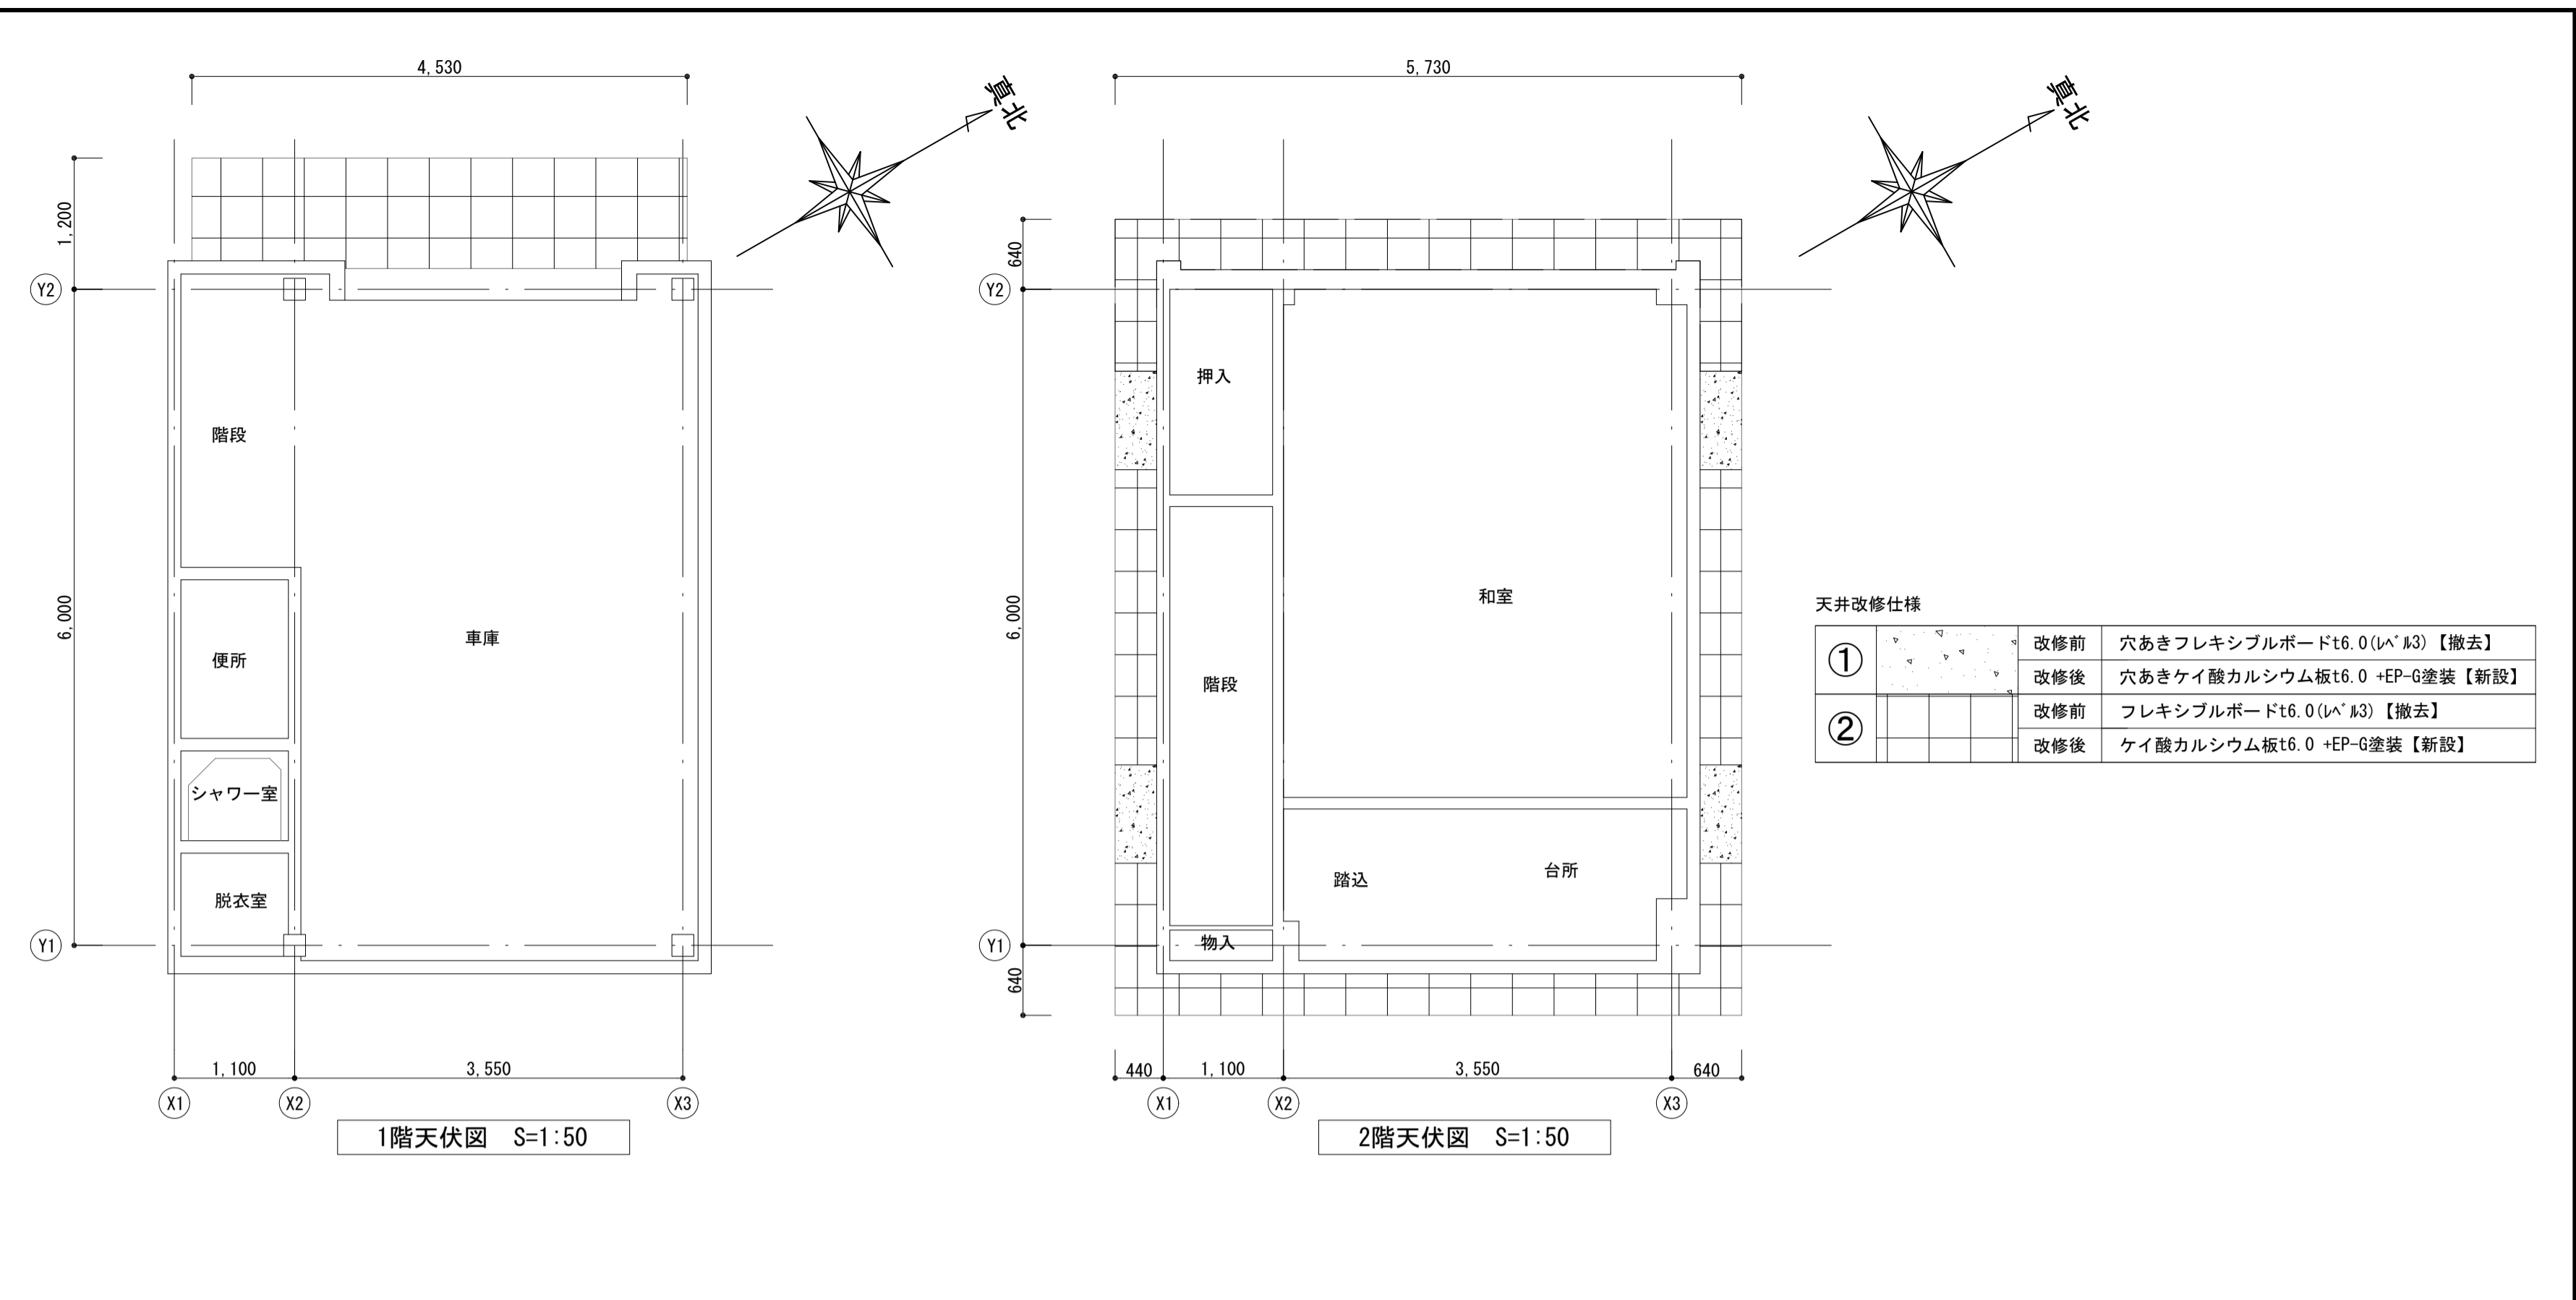 4,530
真北
1,200
Y2
階段
6,000
車庫
便所
シャワー室
脱衣室
Y1
1,100
3,550
X1
X2
X3
1階天伏図 S=1:50
5,730
真北
640
Y2
押入
和室
6,000
階段
台所
踏込
物入
Y1
640
440
1,100
3,550
640
X1
X2
X3
2階天伏図 S=1:50
天井改修仕様
① 改修前 穴あきフレキシブルボードt6.0(ﾚﾍﾞﾙ3)【撤去】
改修後 穴あきケイ酸カルシウム板t6.0 +EP-G塗装【新設】
② 改修前 フレキシブルボードt6.0(ﾚﾍﾞﾙ3)【撤去】
改修後 ケイ酸カルシウム板t6.0 +EP-G塗装【新設】